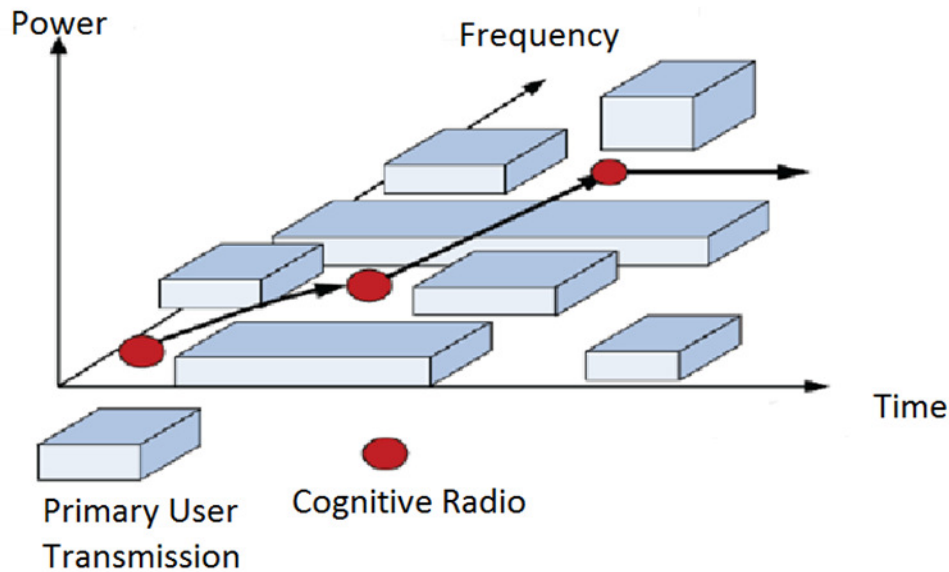 Power
Frequency
Time
Cognitive Radio
Primary User
Transmission